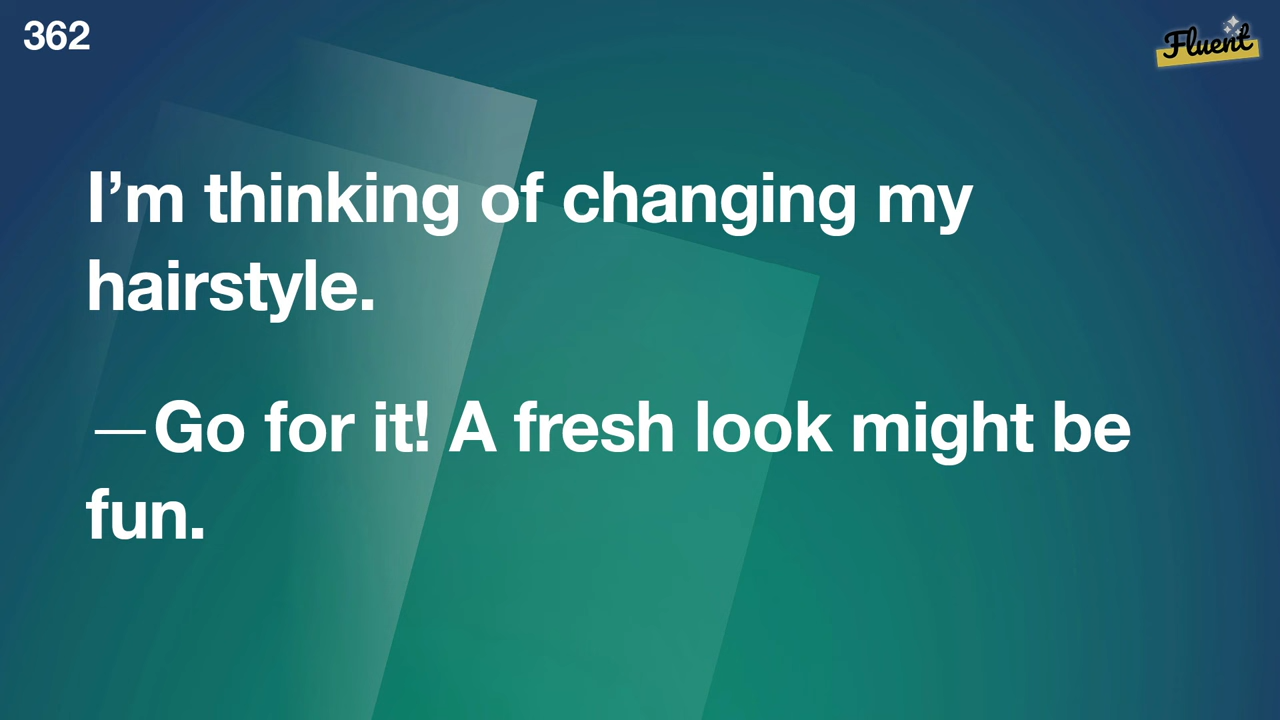 362
Fluent
I’m thinking of changing my
hairstyle.
—Go for it! A fresh look might be
fun.